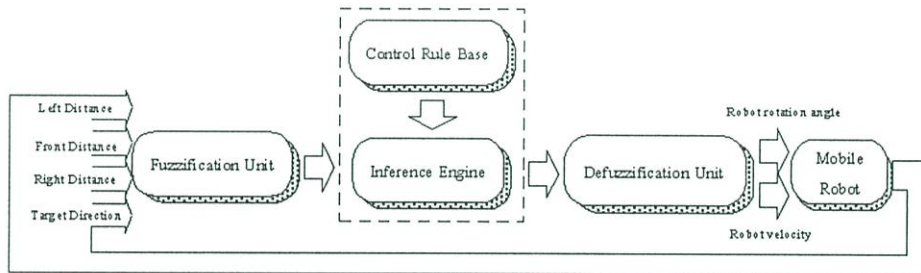 Control Rule Base
Left Distance
Front Distance
Right Distance
Target Direction
Fuzzification Unit
Inference Engine
Defuzzification Unit
Robot rotation angle
Mobile
Robot
Robot velocity